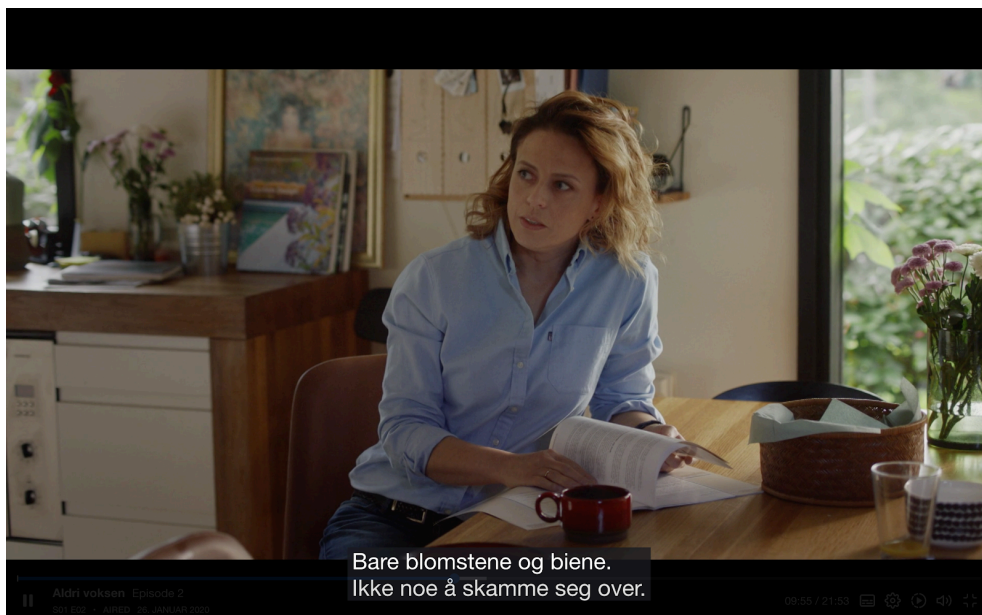 Bare blomstene og biene.
Ikke noe å skamme seg over.
Aldri voksen Episode 2
S01 E02 • AIRED 26. JANUAR 2020
09:55 / 21:53